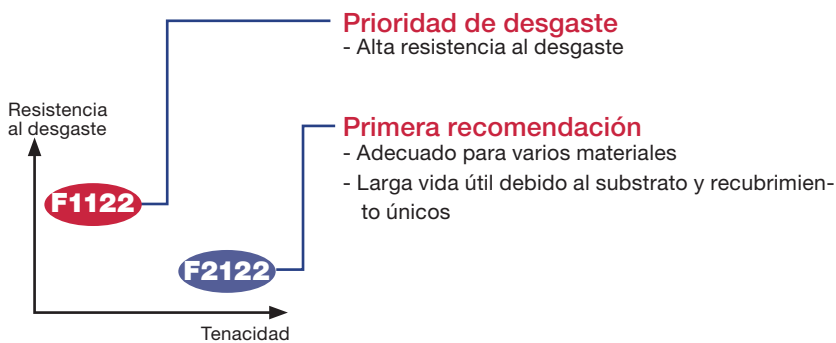 Prioridad de desgaste
- Alta resistencia al desgaste
Resistencia
al desgaste
Primera recomendación
- Adecuado para varios materiales
- Larga vida útil debido al substrato y recubrimien-
to únicos
F1122
F2122
Tenacidad